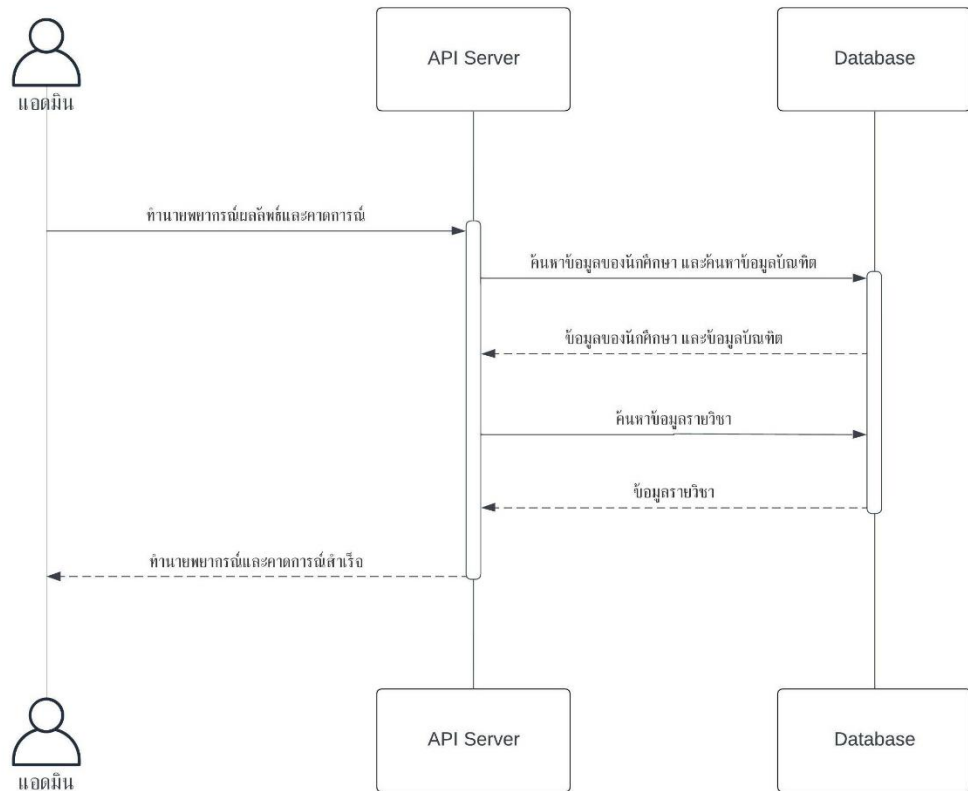 API Server
Database
แอดมิน
ทำนายพยากรณ์ผลลัพธ์และคาดการณ์
ค้นหาข้อมูลของนักศึกษา และค้นหาข้อมูลบัณฑิต
ข้อมูลของนักศึกษา และข้อมูลบัณฑิต
ค้นหาข้อมูลรายวิชา
ข้อมูลรายวิชา
ทำนายพยากรณ์และคาดการณ์สำเร็จ
API Server
Database
แอดมิน